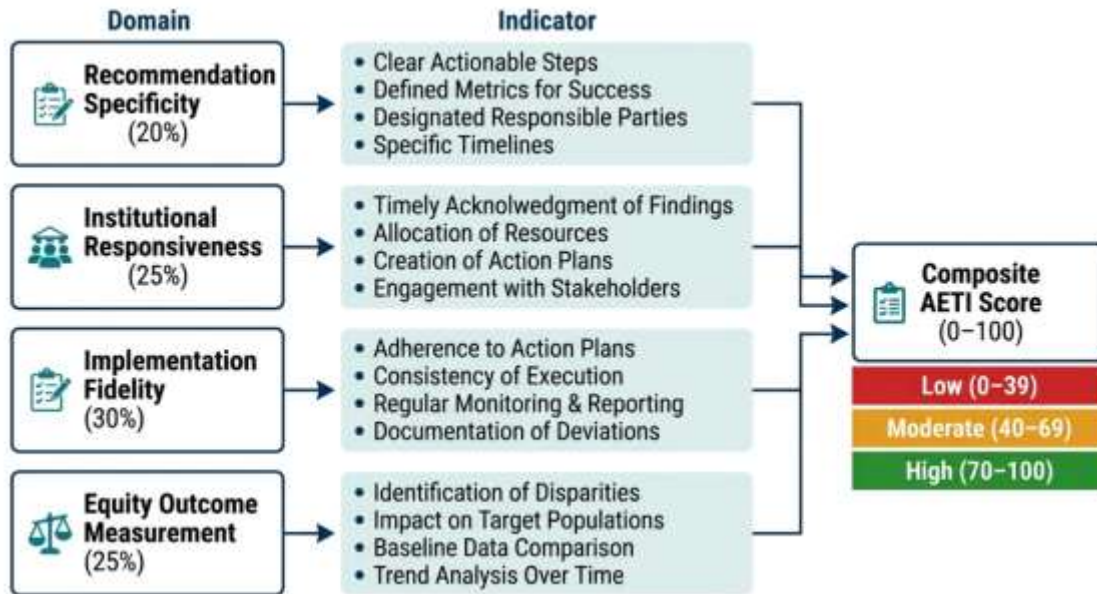 Domain
Indicator
Recommendation
Specificity
(20%)
• Clear Actionable Steps
• Defined Metrics for Success
• Designated Responsible Parties
• Specific Timelines
Institutional
Responsiveness
(25%)
• Timely Acknolwedgment of Findings
• Allocation of Resources
• Creation of Action Plans
• Engagement with Stakeholders
Implementation
Fidelity
(30%)
• Adherence to Action Plans
• Consistency of Execution
• Regular Monitoring & Reporting
• Documentation of Deviations
Equity Outcome
Measurement
(25%)
• Identification of Disparities
• Impact on Target Populations
• Baseline Data Comparison
• Trend Analysis Over Time
Composite
AETI Score
(0–100)
Low (0–39)
Moderate (40–69)
High (70–100)